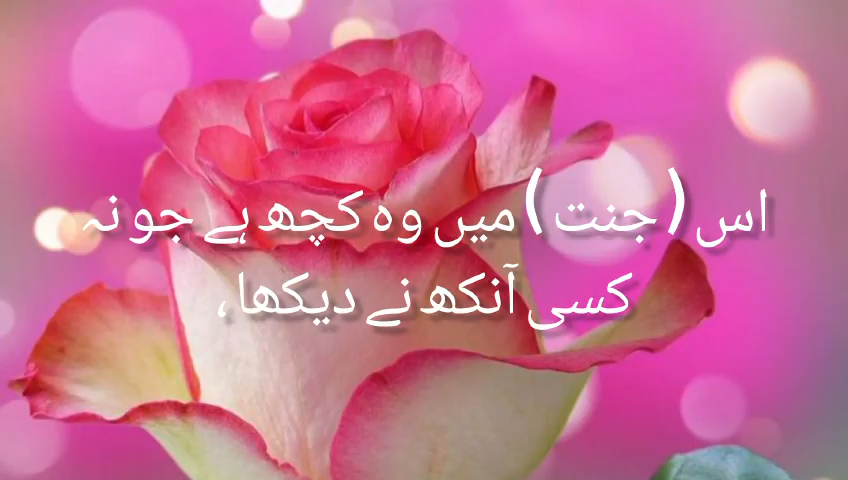 اس (جنت) میں وہ کچھ ہے جو نہ
کسی آنکھ نے دیکھا،